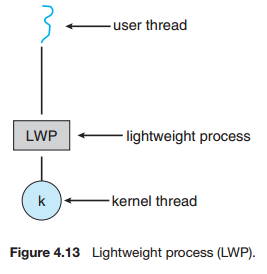 user thread
LWP
lightweight process
k
kernel thread
Figure 4.13 Lightweight process (LWP).